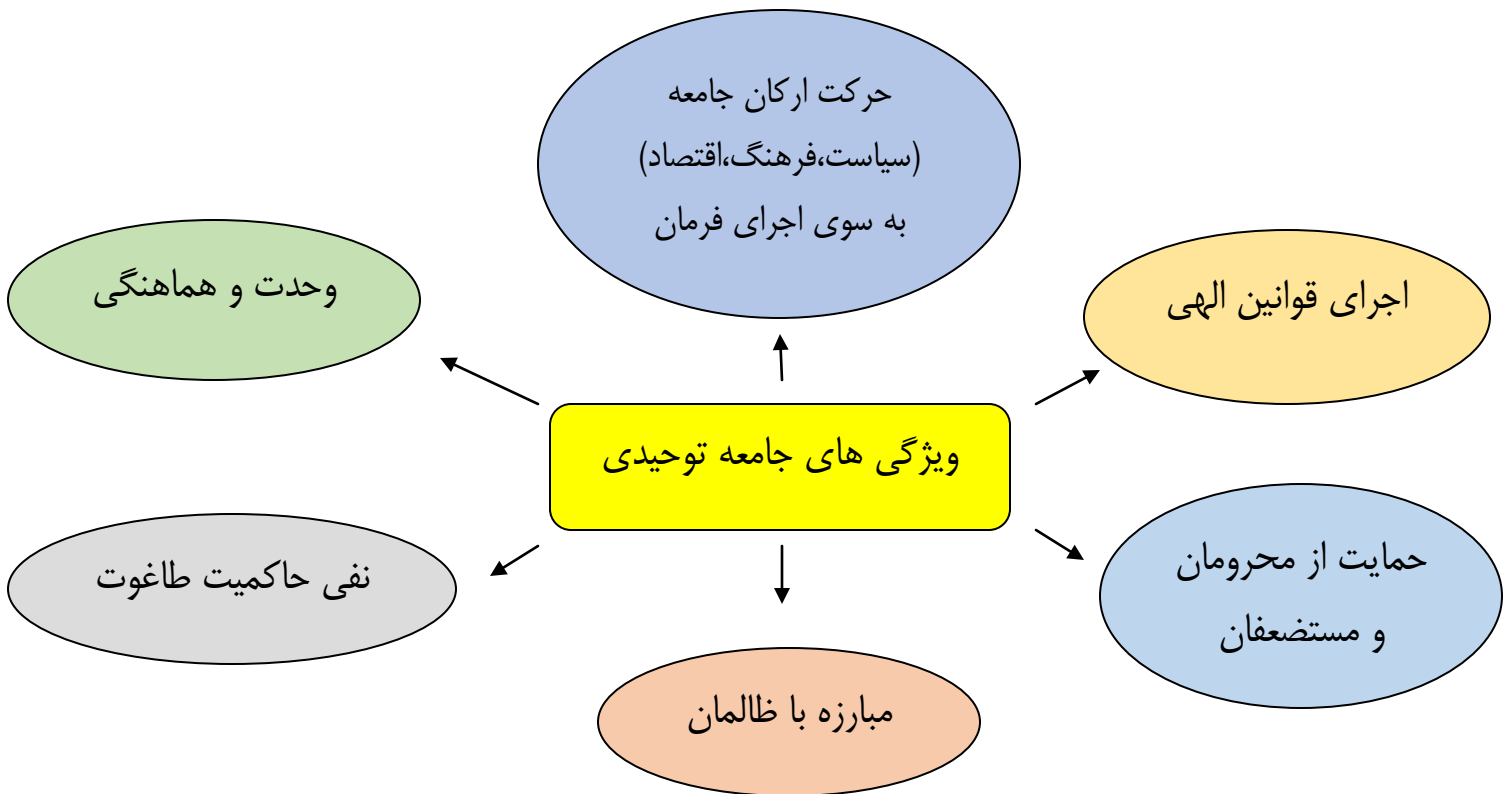 حرکت ارکان جامعه
(سیاست،فرهنگ،اقتصاد)
به سوی اجرای فرمان
اجرای قوانین الهی
وحدت و هماهنگی
ویژگی های جامعه توحیدی
حمایت از محرومان
و مستضعفان
نفی حاکمیت طاغوت
مبارزه با ظالمان